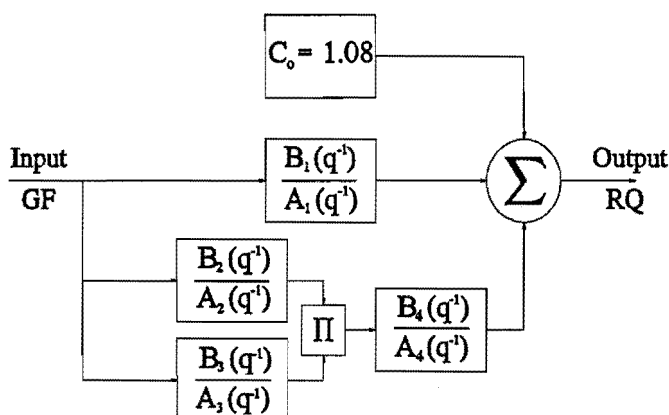 C₀ = 1.08
Input
GF
B₁(q⁻¹)
A₁(q⁻¹)
Σ
Output
RQ
B₂(q⁻¹)
A₂(q⁻¹)
Π
B₄(q⁻¹)
A₄(q⁻¹)
B₃(q⁻¹)
A₃(q⁻¹)